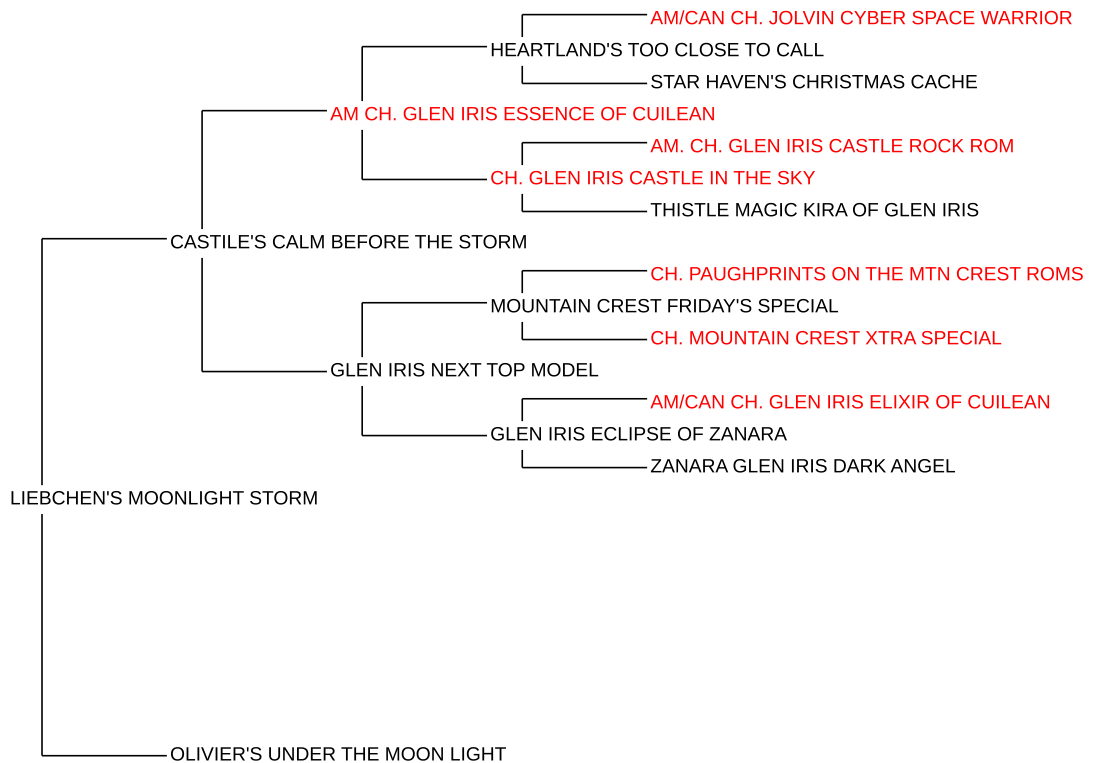 AM/CAN CH. JOLVIN CYBER SPACE WARRIOR
HEARTLAND'S TOO CLOSE TO CALL
STAR HAVEN'S CHRISTMAS CACHE
AM CH. GLEN IRIS ESSENCE OF CUILEAN
AM. CH. GLEN IRIS CASTLE ROCK ROM
CH. GLEN IRIS CASTLE IN THE SKY
THISTLE MAGIC KIRA OF GLEN IRIS
CASTILE'S CALM BEFORE THE STORM
CH. PAUGHPRINTS ON THE MTN CREST ROMS
MOUNTAIN CREST FRIDAY'S SPECIAL
CH. MOUNTAIN CREST XTRA SPECIAL
GLEN IRIS NEXT TOP MODEL
AM/CAN CH. GLEN IRIS ELIXIR OF CUILEAN
GLEN IRIS ECLIPSE OF ZANARA
ZANARA GLEN IRIS DARK ANGEL
LIEBCHEN'S MOONLIGHT STORM
OLIVIER'S UNDER THE MOON LIGHT